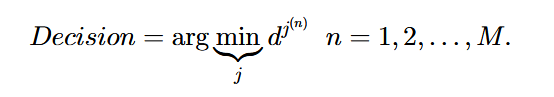 Decision = arg min d^{j^{(n)}} n = 1, 2, . . . , M.
j